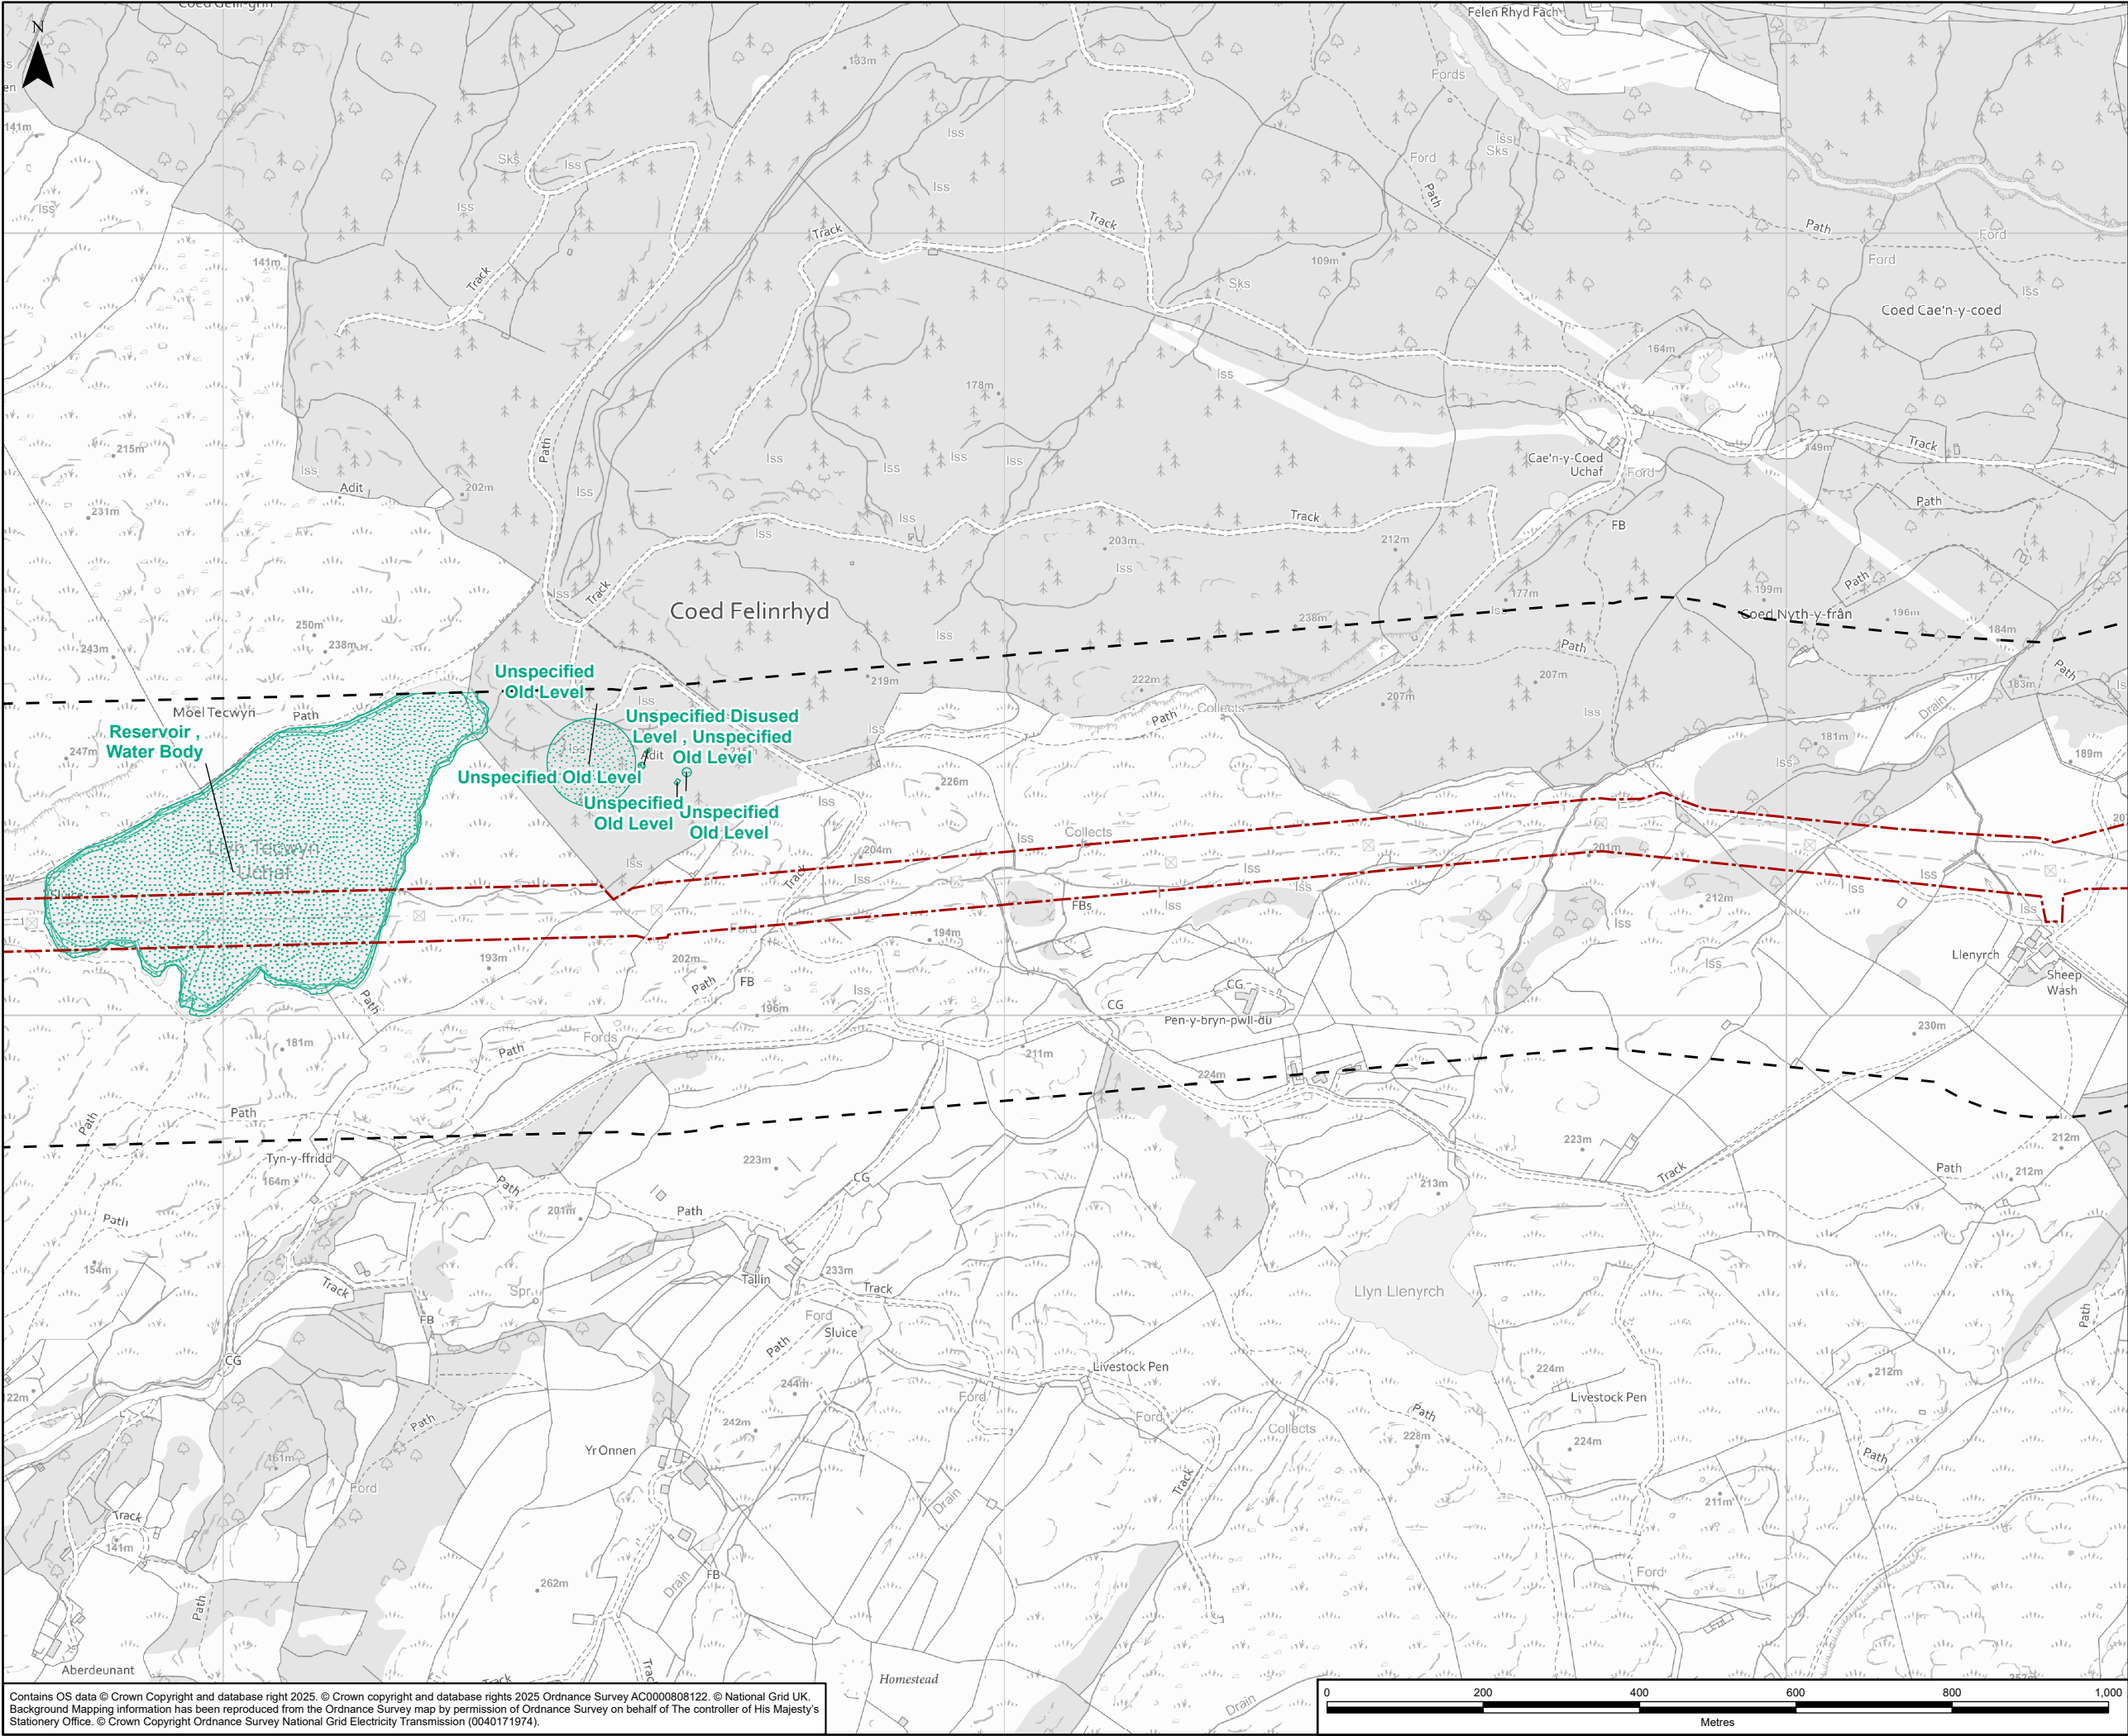 Coed Gelli-grin
Felen Rhyd Fach
N
183m
Fords
141m
Iss
Sks
Iss
Iss
Iss
Iss
Iss
Sks
Ford
Path
Iss
Track
Track
Path
Ford
141m
Track
109m
Sks
Ford
Iss
Coed Cae'n-y-coed
164m
Iss
178m
215m
Path
Iss
Iss
Iss
Iss
Iss
Cae'n-y-Coed
Uchaf
Ford
149m
Track
Adit
202m
Iss
231m
Iss
Iss
Track
Path
FB
203m
212m
Iss
Iss
Track
Path
177m
Iss
199m
Coed Felinrhyd
238m
Coed Nyth-y-frân
196m
250m
243m
238m
Iss
184m
Path
Unspecified
Old Level
219m
222m
207m
207m
183m
Path
Iss
Moel Tecwyn
Path
Collects
Path
Iss
Drain
Unspecified Disused
Level , Unspecified
Old Level
Reservoir ,
Water Body
247m
Iss
Adit
Iss
181m
189m
Unspecified Old Level
226m
Iss
Iss
Unspecified
Old Level
Unspecified
Old Level
Iss
Collects
Llyn Tecwyn
Uchaf
204m
Iss
201m
Iss
Iss
Track
Iss
Iss
Iss
212m
FBs
Iss
Iss
Iss
Ford
194m
193m
202m
Path
FB
Iss
Iss
Llenyrch
Sheep
Wash
Path
196m
CG
CG
Pen-y-bryn-pwll-du
230m
Fords
Path
181m
211m
224m
Path
Path
Tyn-y-ffridd
223m
223m
212m
164m
CG
Path
212m
Track
Path
213m
Path
201m
Path
154m
Tallin
233m
Track
Track
Llyn Llenyrch
Spr
FB
Ford
Sluice
Path
Path
CG
Livestock Pen
224m
212m
22m
244m
Ford
Livestock Pen
Path
242m
Ford
Collects
Path
228m
224m
Path
Yr Onnen
161m
Ford
Track
Drain
211m
Track
141m
FB
Drain
262m
Ford
Path
Aberdeunant
Track
Homestead
Drain
Contains OS data © Crown Copyright and database right 2025. © Crown copyright and database rights 2025 Ordnance Survey AC0000808122. © National Grid UK.
Background Mapping information has been reproduced from the Ordnance Survey map by permission of Ordnance Survey on behalf of The controller of His Majesty's
Stationery Office. © Crown Copyright Ordnance Survey National Grid Electricity Transmission (0040171974).
0 200 400 600 800 1,000
Metres